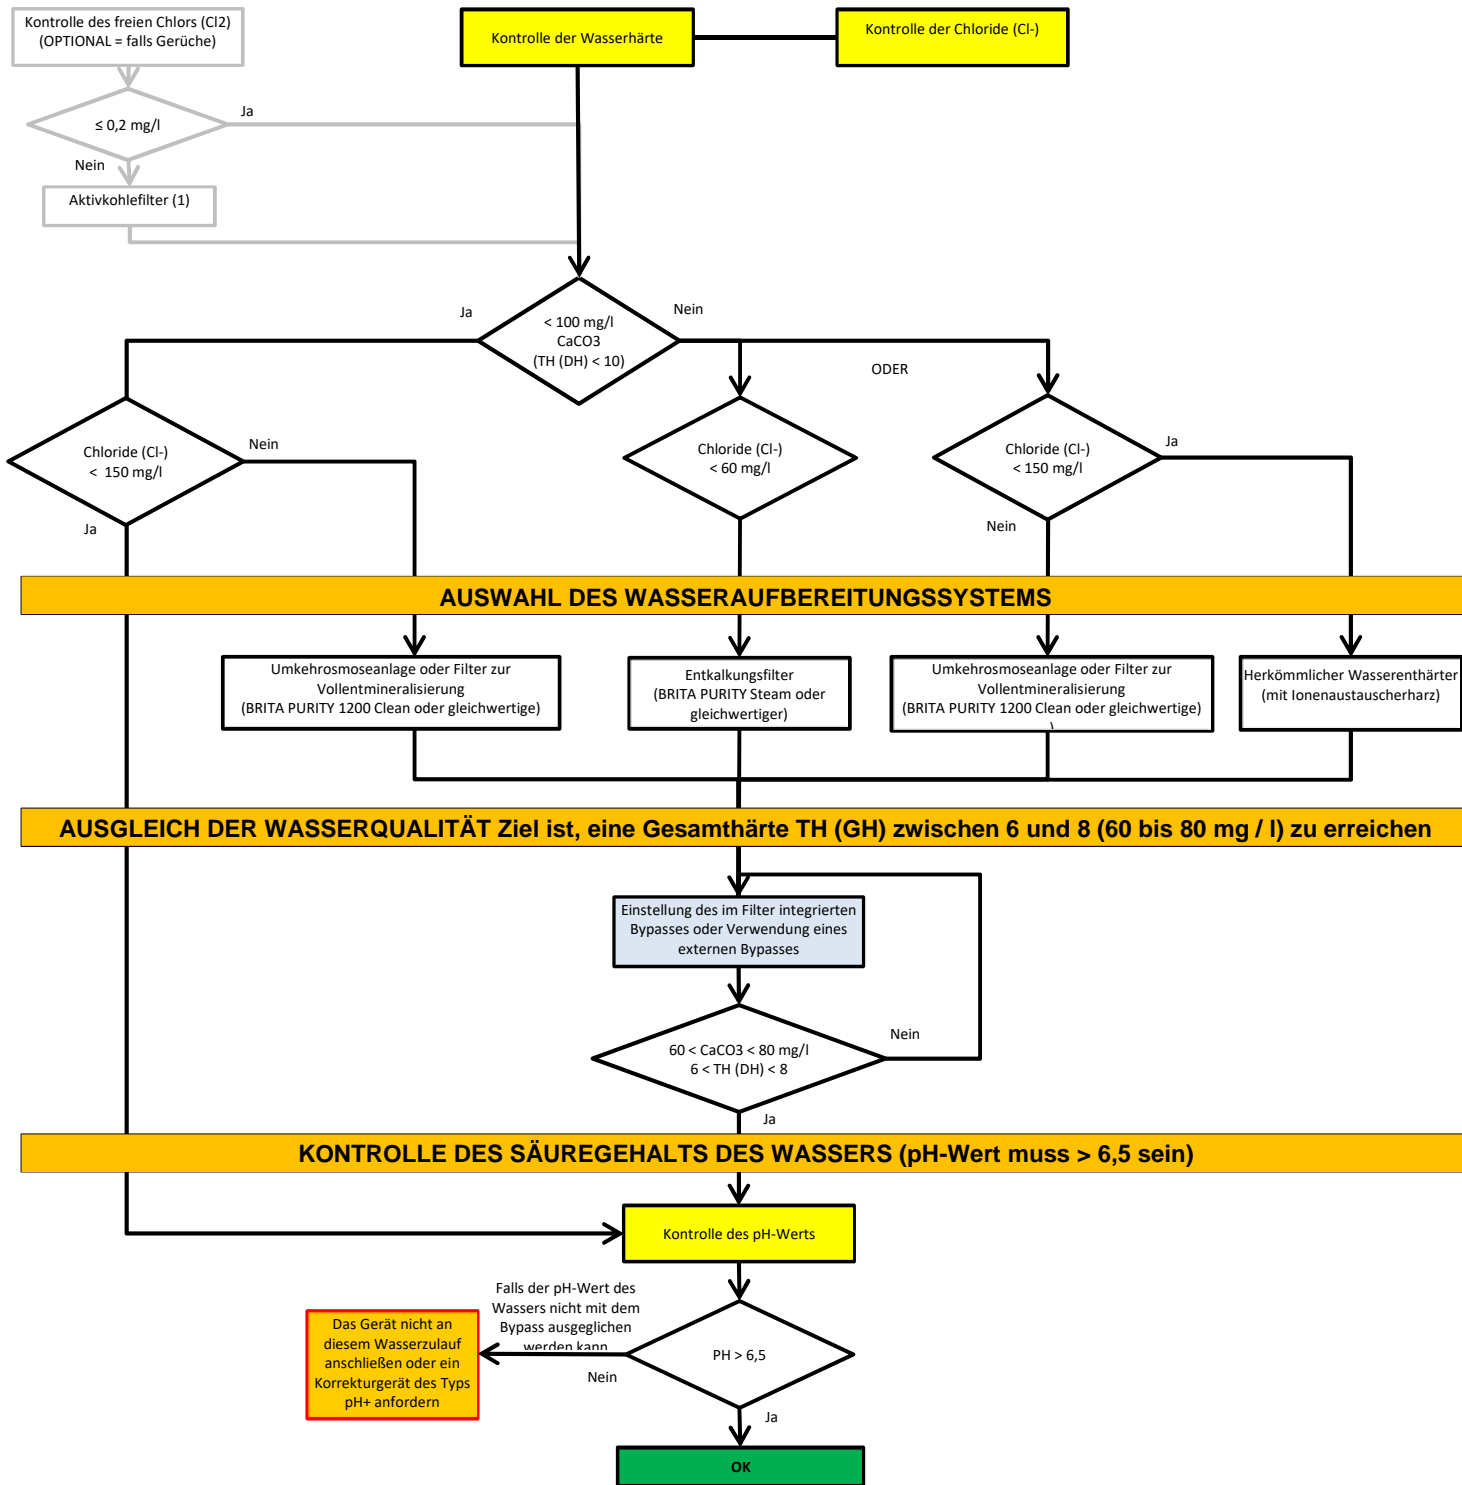 Kontrolle des freien Chlors (Cl2)
(OPTIONAL = falls Gerüche)
Kontrolle der Wasserhärte
Kontrolle der Chloride (Cl-)
≤ 0,2 mg/l
Ja
Nein
Aktivkohlefilter (1)
Ja
< 100 mg/l
CaCO3
(TH (DH) < 10)
Nein
ODER
Chloride (Cl-)
< 150 mg/l
Nein
Ja
Chloride (Cl-)
< 60 mg/l
Chloride (Cl-)
< 150 mg/l
Ja
Nein
AUSWAHL DES WASSERAUFBEREITUNGSSYSTEMS
Umkehrosmoseanlage oder Filter zur
Vollentmineralisierung
(BRITA PURITY 1200 Clean oder gleichwertige)
Entkalkungsfilter
(BRITA PURITY Steam oder
gleichwertiger)
Umkehrosmoseanlage oder Filter zur
Vollentmineralisierung
(BRITA PURITY 1200 Clean oder gleichwertige)
)
Herkömmlicher Wasserenthärter
(mit Ionenaustauscherharz)
AUSGLEICH DER WASSERQUALITÄT Ziel ist, eine Gesamthärte TH (GH) zwischen 6 und 8 (60 bis 80 mg / l) zu erreichen
Einstellung des im Filter integrierten
Bypasses oder Verwendung eines
externen Bypasses
60 < CaCO3 < 80 mg/l
6 < TH (DH) < 8
Nein
Ja
KONTROLLE DES SÄUREGEHALTS DES WASSERS (pH-Wert muss > 6,5 sein)
Kontrolle des pH-Werts
Falls der pH-Wert des
Wassers nicht mit dem
Bypass ausgeglichen
werden kann
Das Gerät nicht an
diesem Wasserzulauf
anschließen oder ein
Korrekturgerät des Typs
pH+ anfordern
Nein
PH > 6,5
Ja
OK